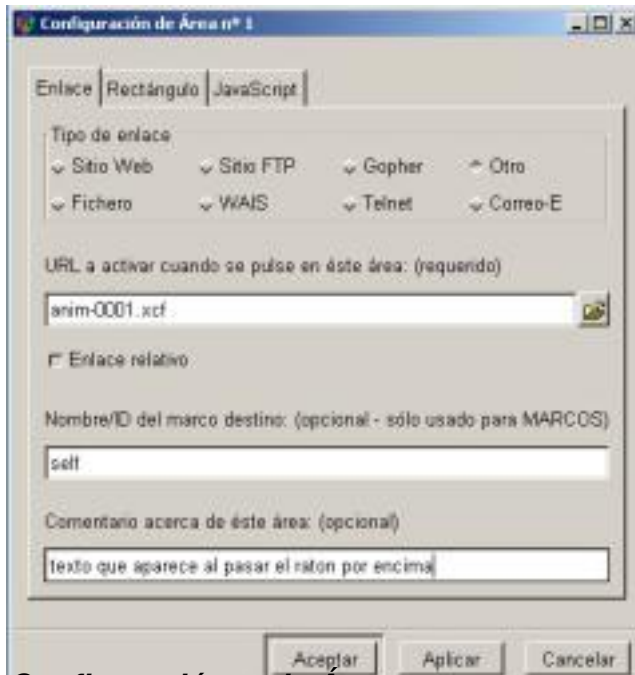 Configuración de Área nº 1
Enlace Rectángulo JavaScript
Tipo de enlace
Sitio Web Sitio FTP Gopher Otro
Fichero WAIS Telnet Correo-E
URL a activar cuando se pulse en éste área: (requerido)
anim-0001.xcf
Enlace relativo
Nombre/ID del marco destino: (opcional - sólo usado para MARCOS)
self
Comentario acerca de éste área: (opcional)
texto que aparece al pasar el raton por encima
Aceptar Aplicar Cancelar